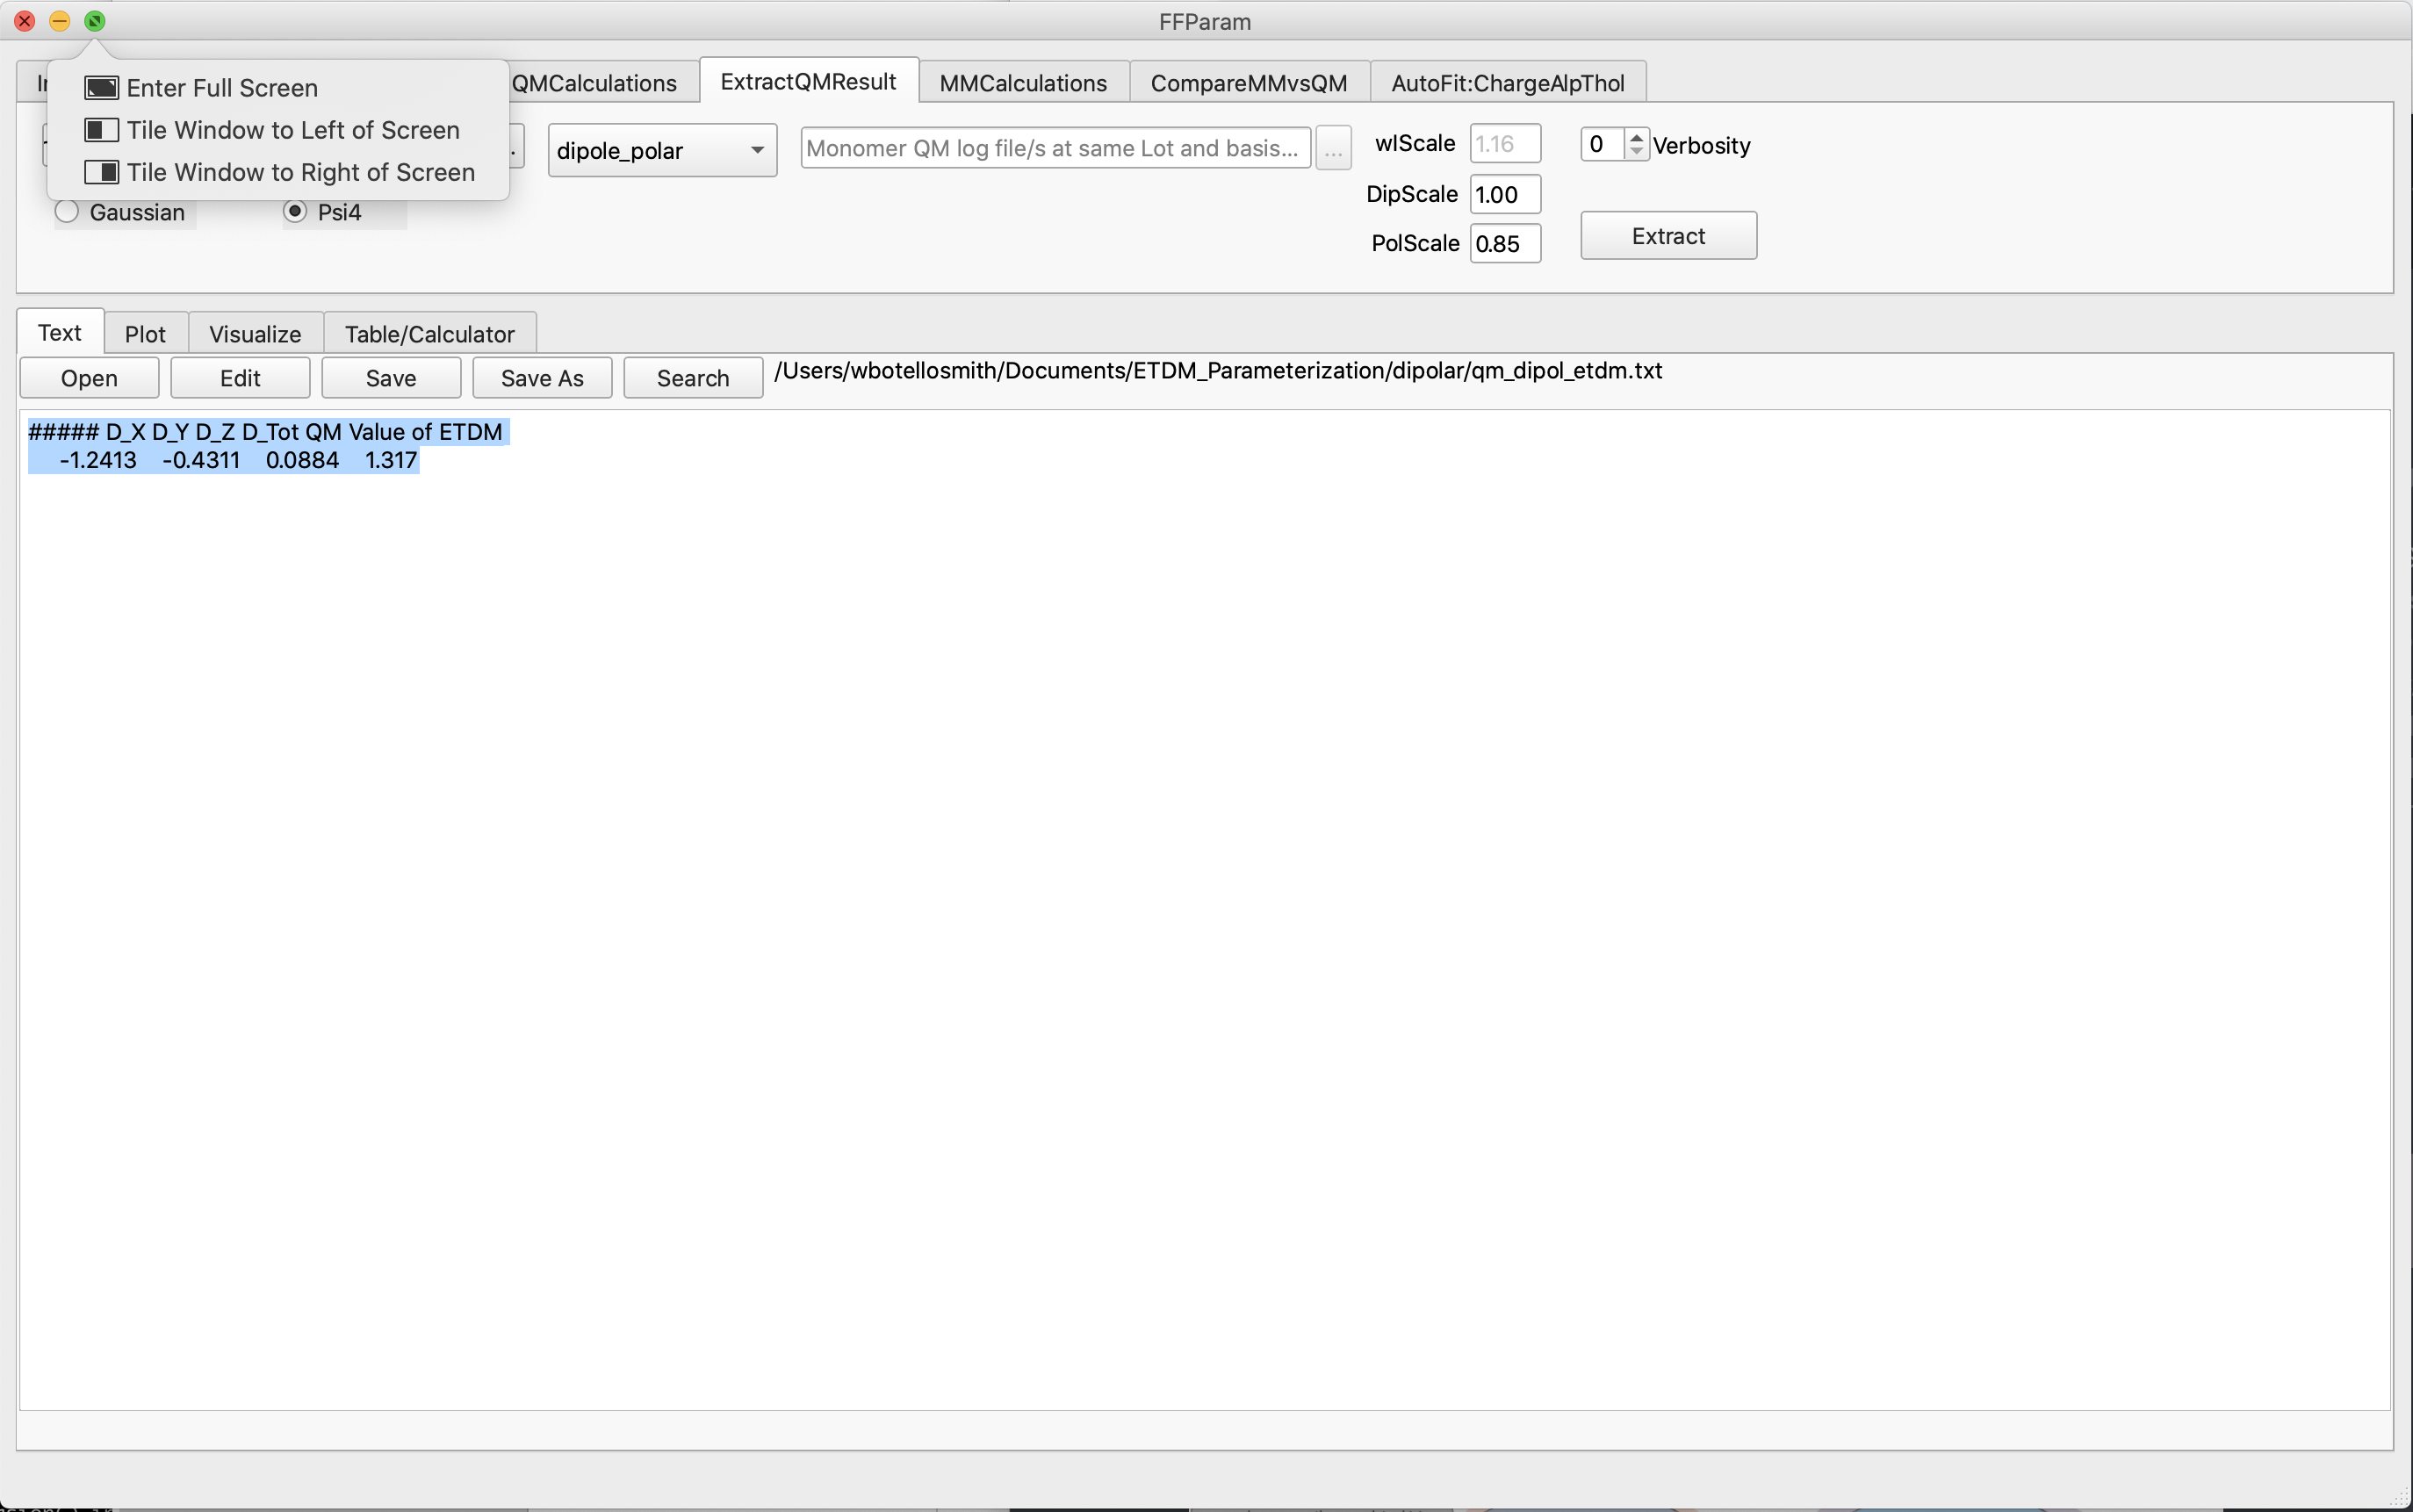 FFParam
Enter Full Screen
Tile Window to Left of Screen
Tile Window to Right of Screen
QMCalculations ExtractQMResult MMCalculations CompareMMvsQM AutoFit:ChargeAlpThol
dipole_polar Monomer QM log file/s at same Lot and basis... ... wlScale 1.16 0 Verbosity
DipScale 1.00
Gaussian Psi4
PolScale 0.85 Extract
Text Plot Visualize Table/Calculator
Open Edit Save Save As Search /Users/wbotellosmith/Documents/ETDM_Parameterization/dipolar/qm_dipol_etdm.txt
##### D_X D_Y D_Z D_Tot QM Value of ETDM
-1.2413 -0.4311 0.0884 1.317